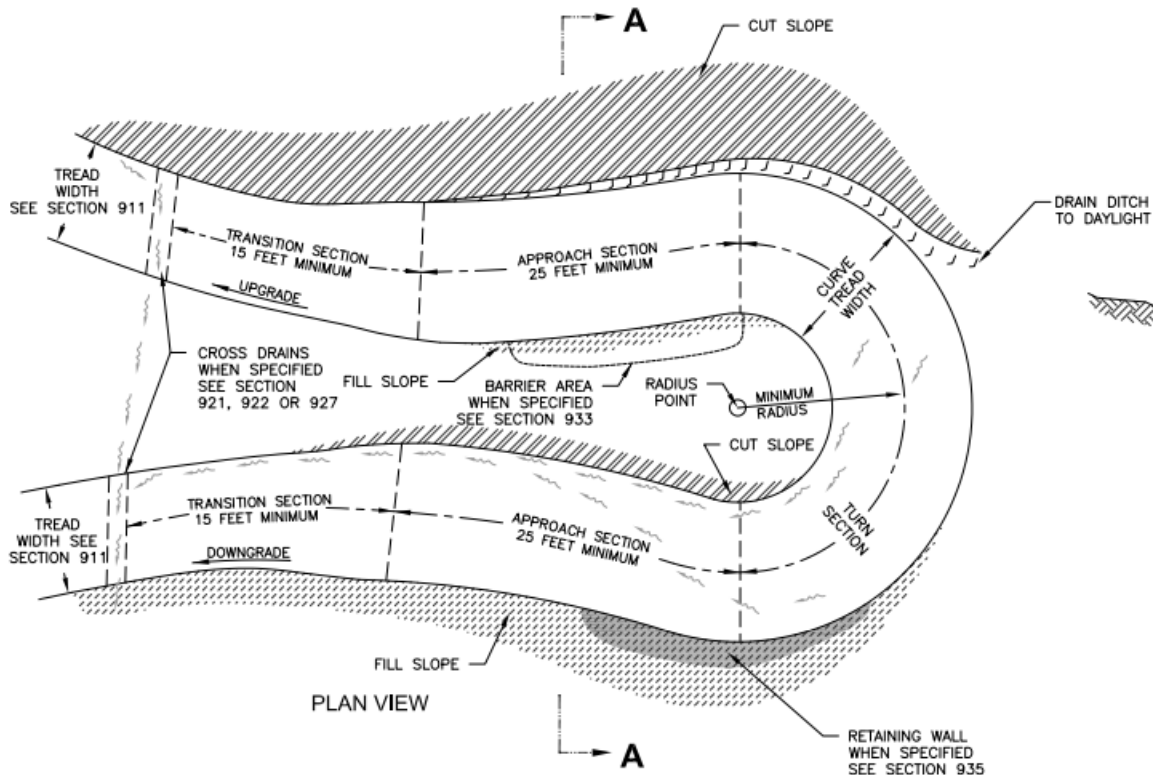 A
CUT SLOPE
TREAD
WIDTH
SEE SECTION 911
DRAIN DITCH
TO DAYLIGHT
TRANSITION SECTION
15 FEET MINIMUM
APPROACH SECTION
25 FEET MINIMUM
CURVE
TREAD
WIDTH
UPGRADE
CROSS DRAINS
WHEN SPECIFIED
SEE SECTION
921, 922 OR 927
FILL SLOPE
BARRIER AREA
WHEN SPECIFIED
SEE SECTION 933
RADIUS
POINT
MINIMUM
RADIUS
CUT SLOPE
TREAD
WIDTH SEE
SECTION 911
TRANSITION SECTION
15 FEET MINIMUM
APPROACH SECTION
25 FEET MINIMUM
TURN
SECTION
DOWNGRADE
FILL SLOPE
PLAN VIEW
A
RETAINING WALL
WHEN SPECIFIED
SEE SECTION 935